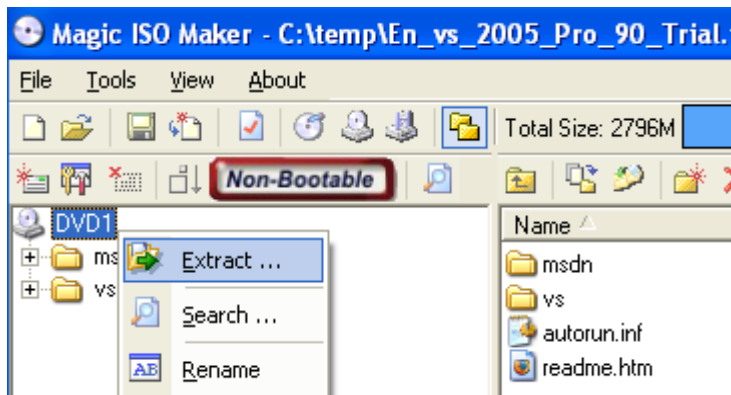 Magic ISO Maker - C:\temp\En_vs_2005_Pro_90_Trial.
File Tools View About
Total Size: 2796M
Non-Bootable
DVD1
Name
ms
Extract ...
msdn
vs
vs
Search ...
autorun.inf
AB Rename
readme.htm